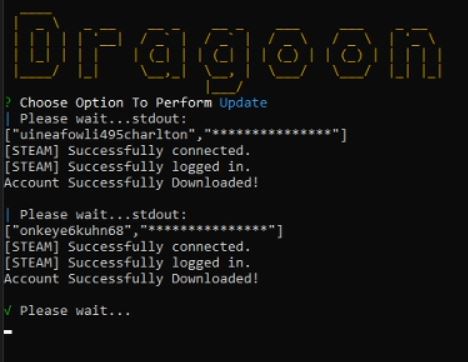 Dragoon
? Choose Option To Perform Update
| Please wait...stdout:
["uineafowli495charlton","***************"]
[STEAM] Successfully connected.
[STEAM] Successfully logged in.
Account Successfully Downloaded!
| Please wait...stdout:
["onkeye6kuhn68","***************"]
[STEAM] Successfully connected.
[STEAM] Successfully logged in.
Account Successfully Downloaded!
√ Please wait...